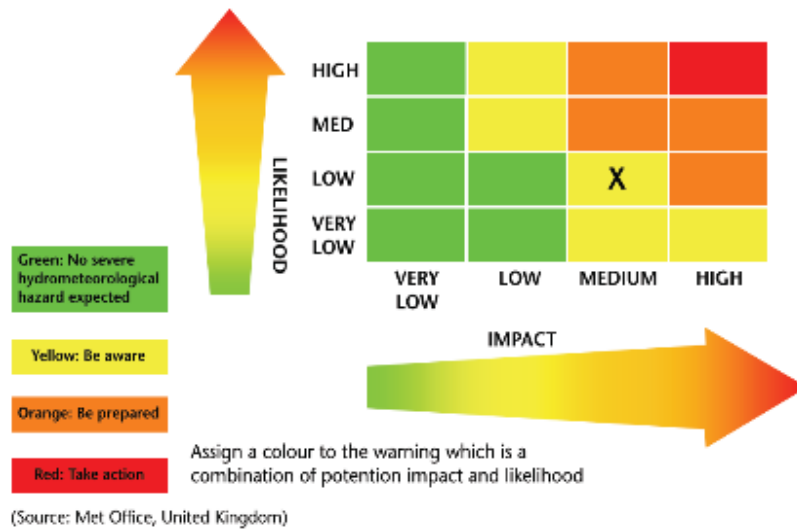 HIGH
MED
LOW
X
VERY
LOW
LIKELIHOOD
VERY
LOW
LOW
MEDIUM
HIGH
IMPACT
Green: No severe
hydrometeorological
hazard expected
Yellow: Be aware
Orange: Be prepared
Red: Take action
Assign a colour to the warning which is a
combination of potention impact and likelihood
(Source: Met Office, United Kingdom)